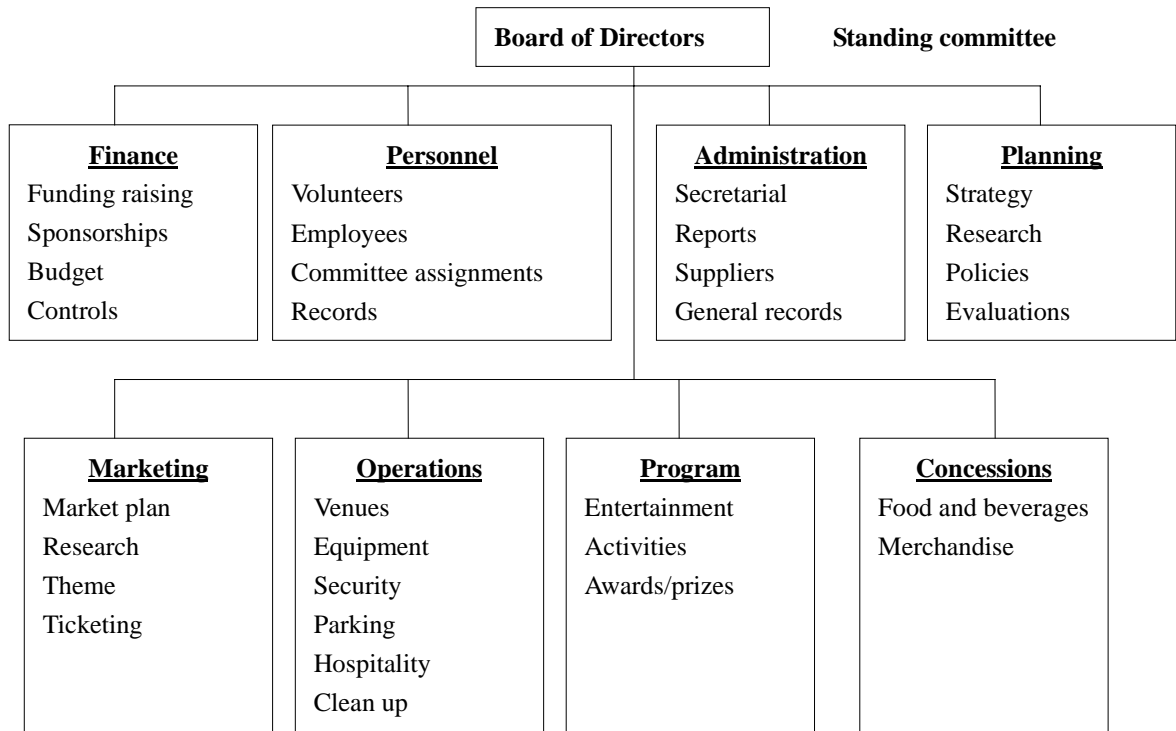 Board of Directors
Standing committee
Finance
Funding raising
Sponsorships
Budget
Controls
Personnel
Volunteers
Employees
Committee assignments
Records
Administration
Secretarial
Reports
Suppliers
General records
Planning
Strategy
Research
Policies
Evaluations
Marketing
Market plan
Research
Theme
Ticketing
Operations
Venues
Equipment
Security
Parking
Hospitality
Clean up
Program
Entertainment
Activities
Awards/prizes
Concessions
Food and beverages
Merchandise